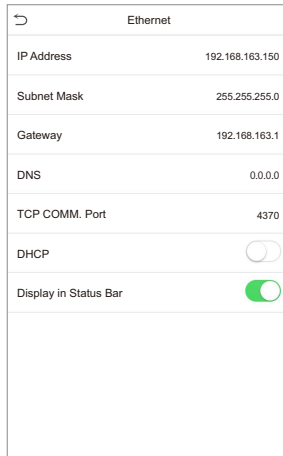 Ethernet
IP Address 192.168.163.150
Subnet Mask 255.255.255.0
Gateway 192.168.163.1
DNS 0.0.0.0
TCP COMM. Port 4370
DHCP
Display in Status Bar